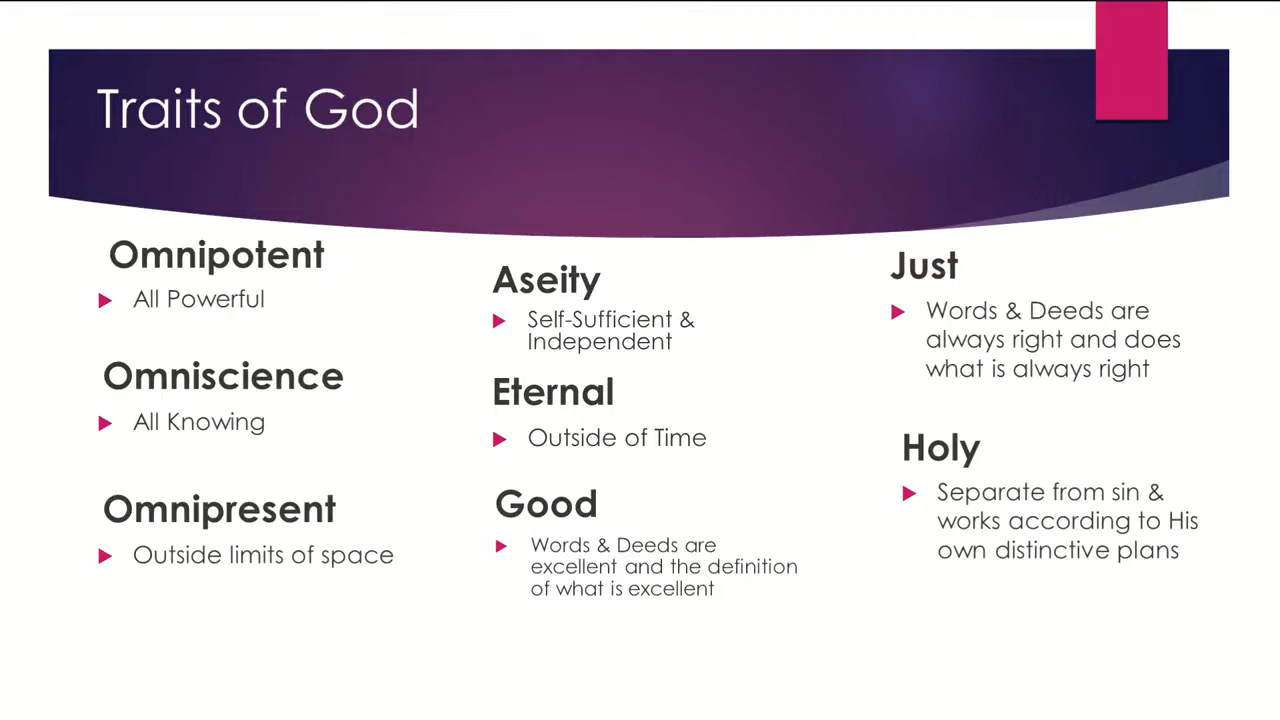 Traits of God
Omnipotent
All Powerful
Omniscience
All Knowing
Omnipresent
Outside limits of space
Aseity
Self-Sufficient &
Independent
Eternal
Outside of Time
Good
Words & Deeds are
excellent and the definition
of what is excellent
Just
Words & Deeds are
always right and does
what is always right
Holy
Separate from sin &
works according to His
own distinctive plans